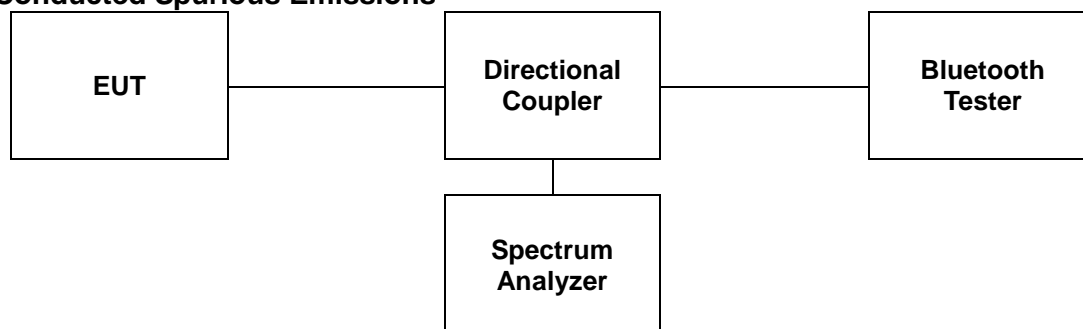 Conducted Spurious Emissions
EUT
Directional
Coupler
Bluetooth
Tester
Spectrum
Analyzer